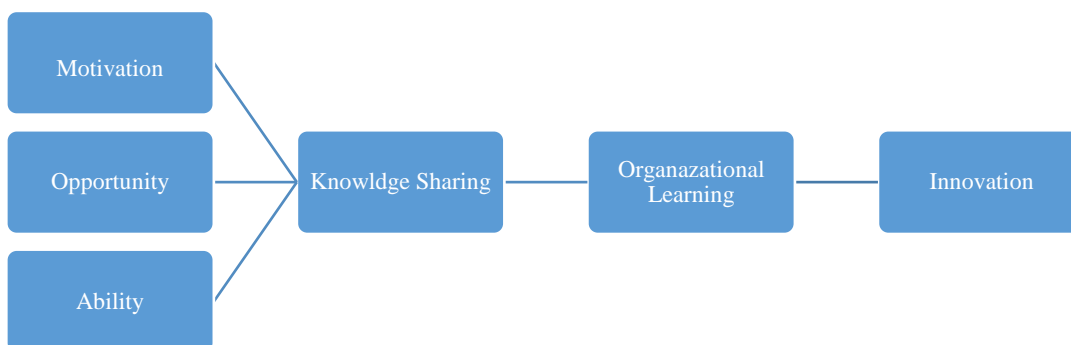 Motivation
Opportunity
Ability
Knowldge Sharing
Organazational
Learning
Innovation